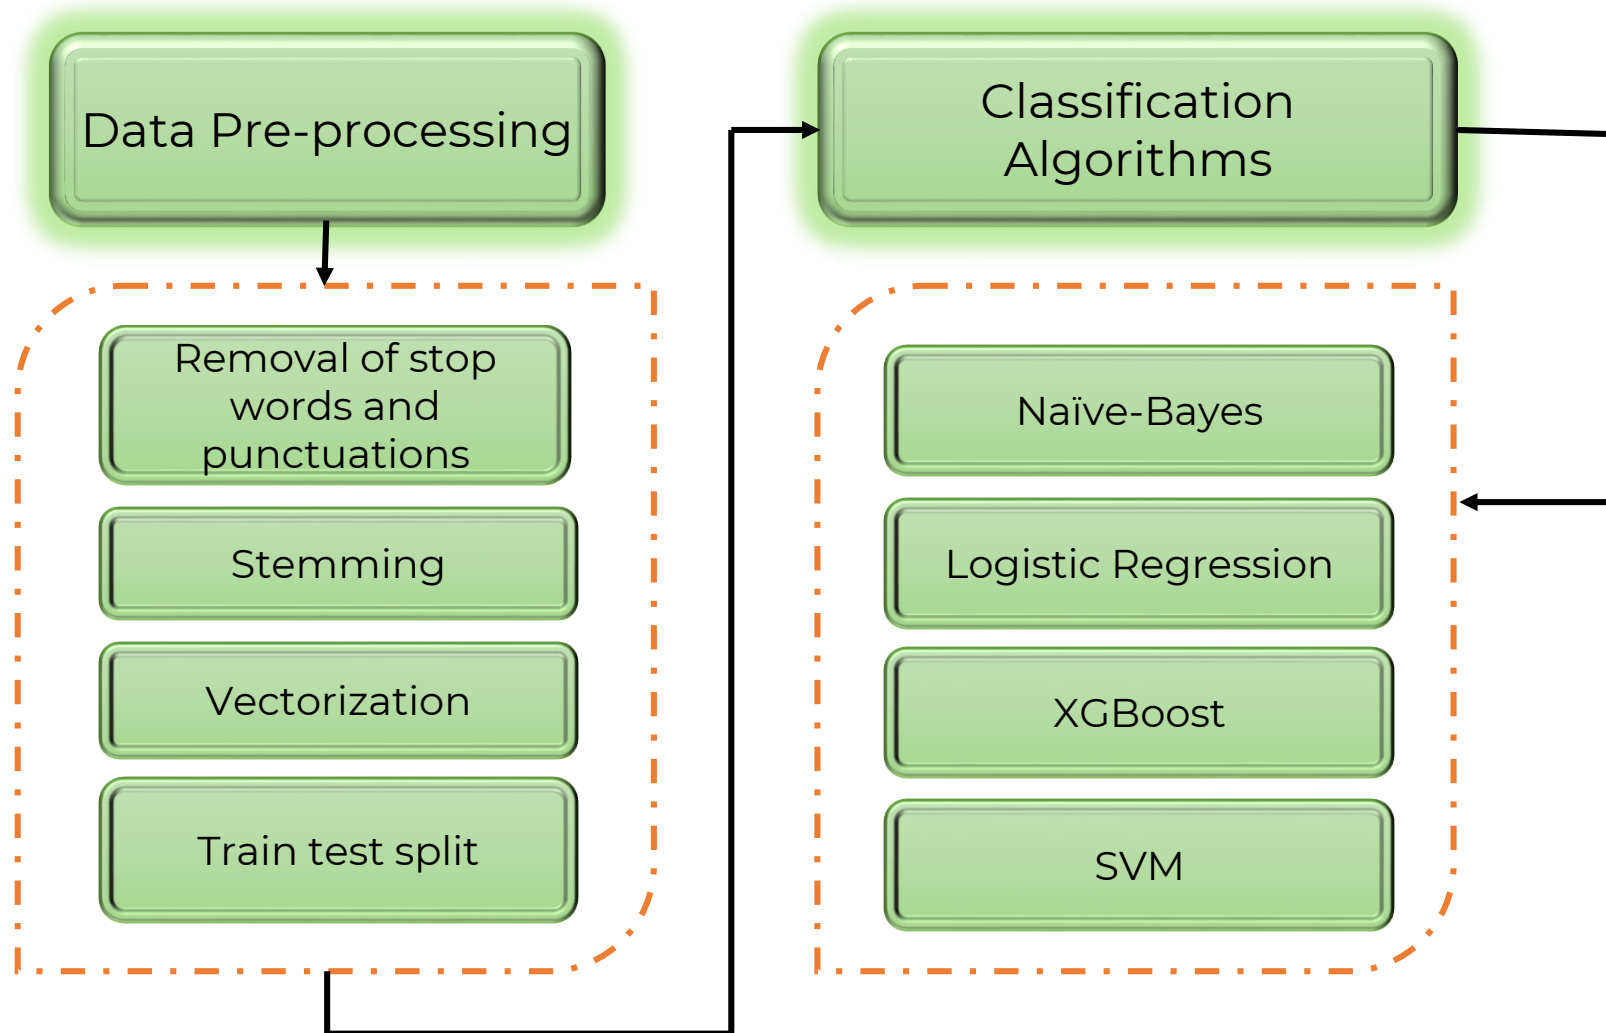 Data Pre-processing
Removal of stop
words and
punctuations
Stemming
Vectorization
Train test split
Classification
Algorithms
Naïve-Bayes
Logistic Regression
XGBoost
SVM